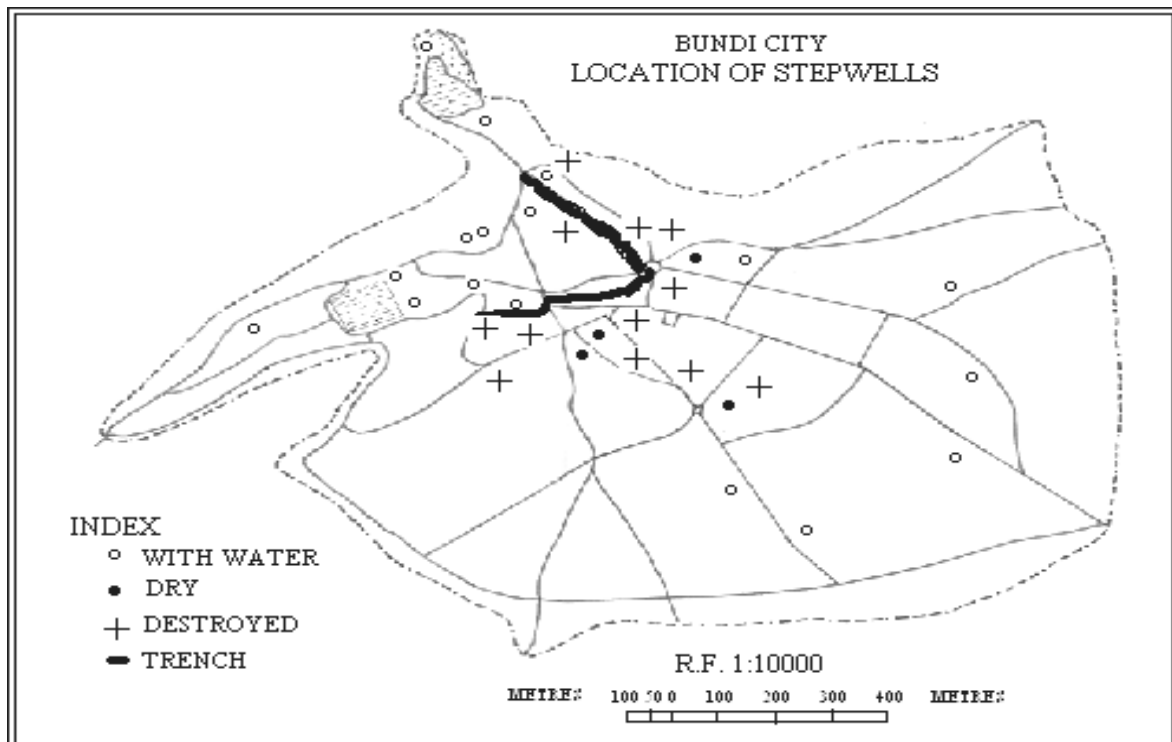 BUNDI CITY
LOCATION OF STEPWELLS
INDEX
WITH WATER
DRY
DESTROYED
TRENCH
R.F. 1:10000
METRES 100 50 0 100 200 300 400 METRES